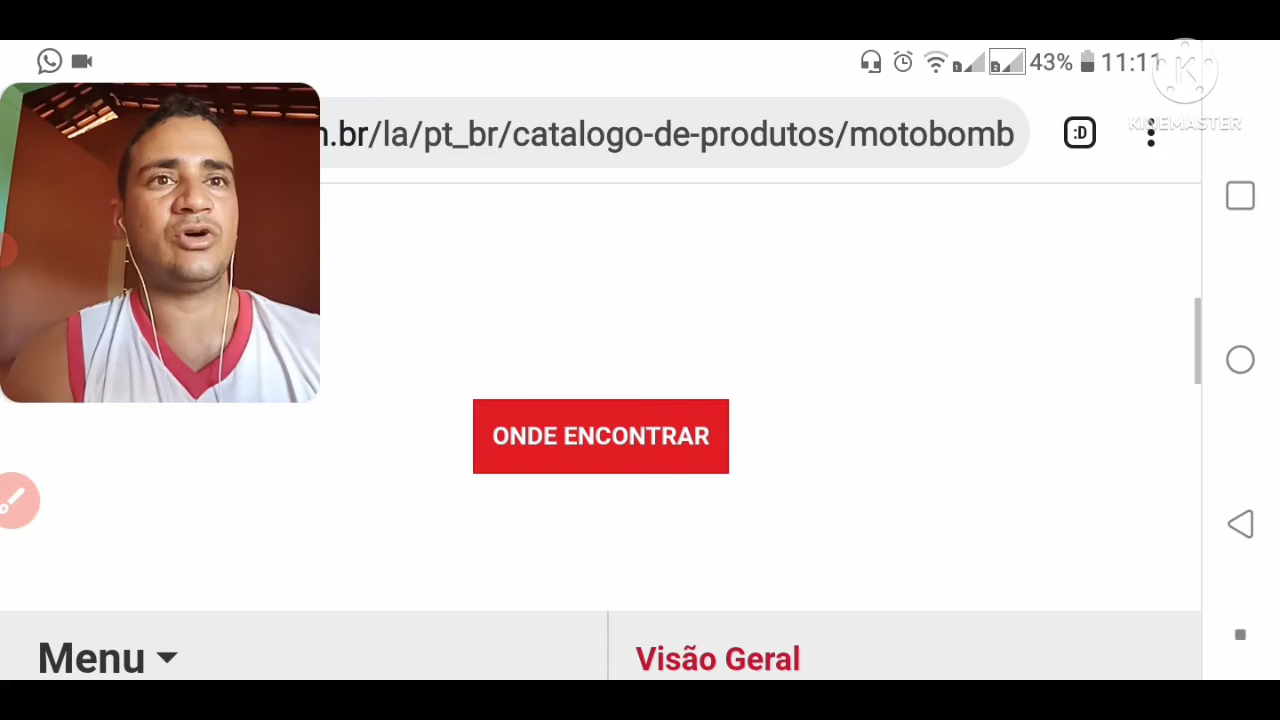 43% 11:11
n.br/la/pt_br/catalogo-de-produtos/motobomb
:D
KINEMASTER
ONDE ENCONTRAR
Menu
Visão Geral